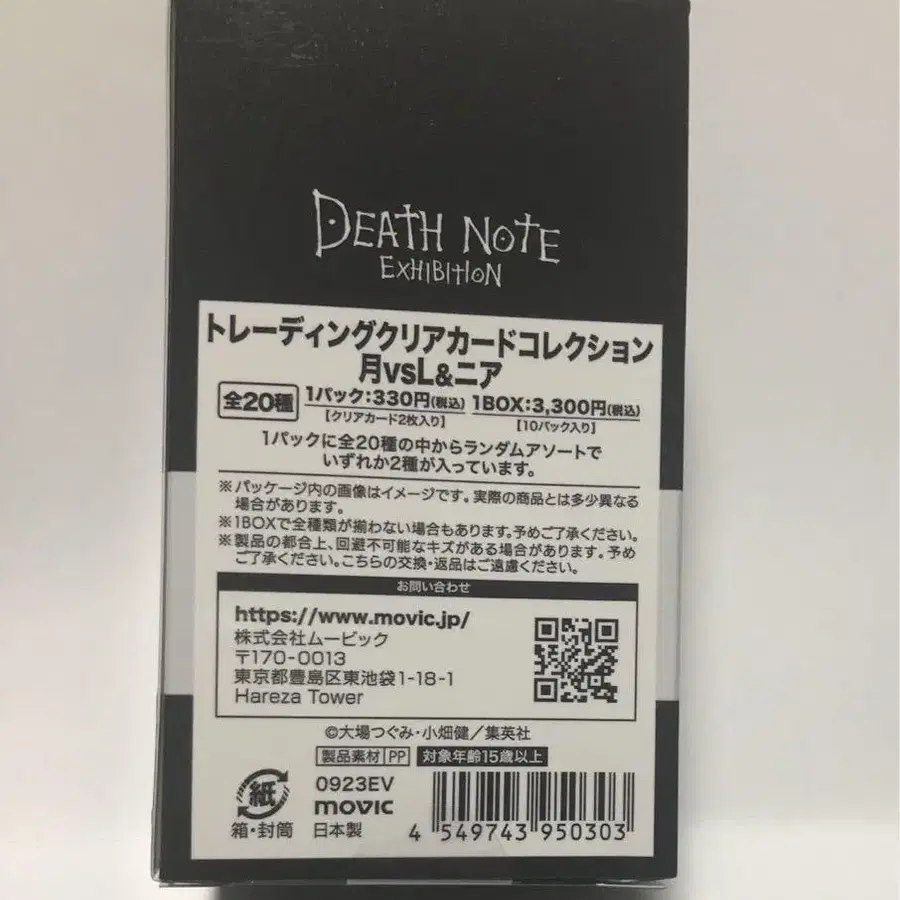 DEATH NOTE
EXHIBITION
トレーディングクリアカードコレクション
月vsL&ニア
全20種 1パック:330円(税込) 1BOX:3,300円(税込)
【クリアカード2枚入り】 【10パック入り】
1パックに全20種の中からランダムアソートで
いずれか2種が入っています。
※パッケージ内の画像はイメージです。実際の商品とは多少異なる
場合があります。
※1BOXで全種類が揃わない場合もあります。予めご了承ください。
※製品の都合上、回避不可能なキズがある場合があります。予め
ご了承ください。こちらの交換・返品はご遠慮ください。
お問い合わせ
https://www.movic.jp/
株式会社ムービック
〒170-0013
東京都豊島区東池袋1-18-1
Hareza Tower
©大場つぐみ・小畑健/集英社
製品素材 PP 対象年齢15歳以上
紙
箱・封筒
0923EV
movic
日本製
4 549743 950303